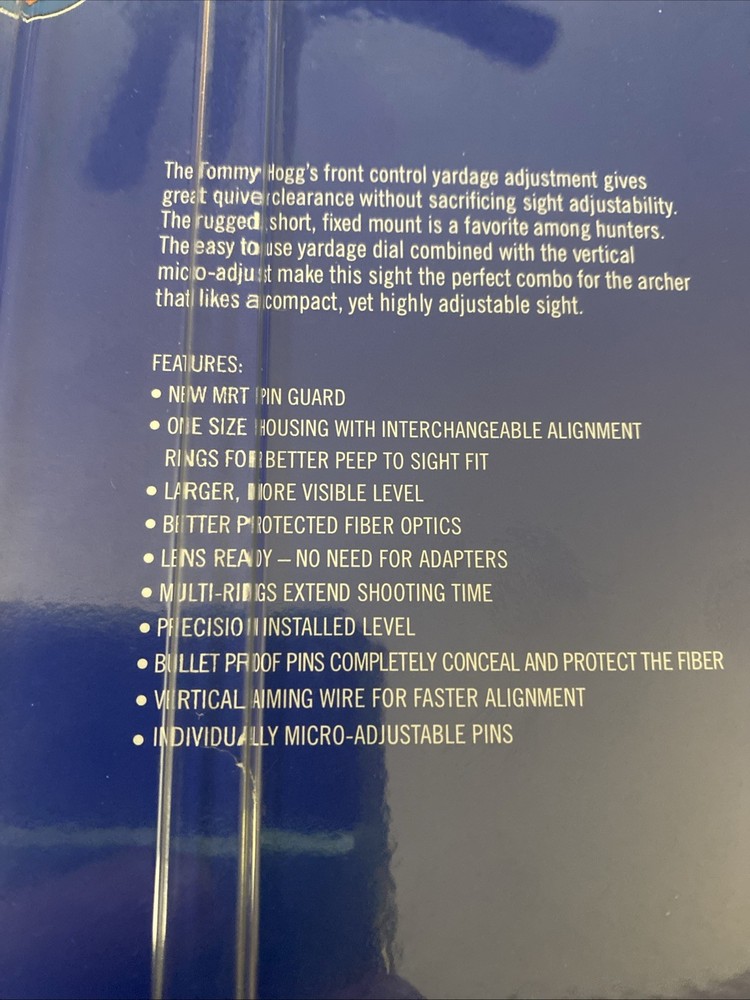 The Tommy Hogg's front control yardage adjustment gives
great quiver clearance without sacrificing sight adjustability.
The rugged, short, fixed mount is a favorite among hunters.
The easy to use yardage dial combined with the vertical
micro-adjust make this sight the perfect combo for the archer
that likes a compact, yet highly adjustable sight.
FEATURES:
• NEW MRT PIN GUARD
• ONE SIZE HOUSING WITH INTERCHANGEABLE ALIGNMENT
RINGS FOR BETTER PEEP TO SIGHT FIT
• LARGER, MORE VISIBLE LEVEL
• BETTER PROTECTED FIBER OPTICS
• LENS READY – NO NEED FOR ADAPTERS
• MULTI-RINGS EXTEND SHOOTING TIME
• PRECISION INSTALLED LEVEL
• BULLET PROOF PINS COMPLETELY CONCEAL AND PROTECT THE FIBER
• VERTICAL AIMING WIRE FOR FASTER ALIGNMENT
• INDIVIDUALLY MICRO-ADJUSTABLE PINS